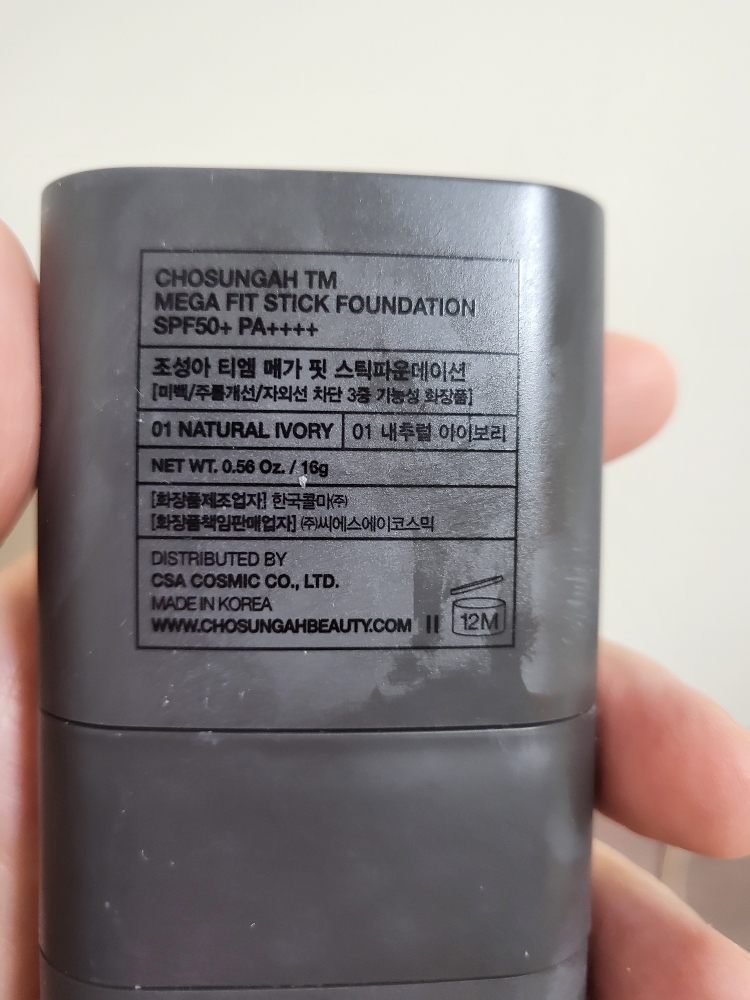 CHOSUNGAH TM
MEGA FIT STICK FOUNDATION
SPF50+ PA++++
조성아 티엠 메가 핏 스틱파운데이션
[미백/주름개선/자외선 차단 3중 기능성 화장품]
01 NATURAL IVORY 01 내추럴 아이보리
NET WT. 0.56 Oz. / 16g
[화장품제조업자] 한국콜마㈜
[화장품책임판매업자] ㈜씨에스에이코스믹
DISTRIBUTED BY
CSA COSMIC CO., LTD.
MADE IN KOREA
WWW.CHOSUNGAHBEAUTY.COM II 12M